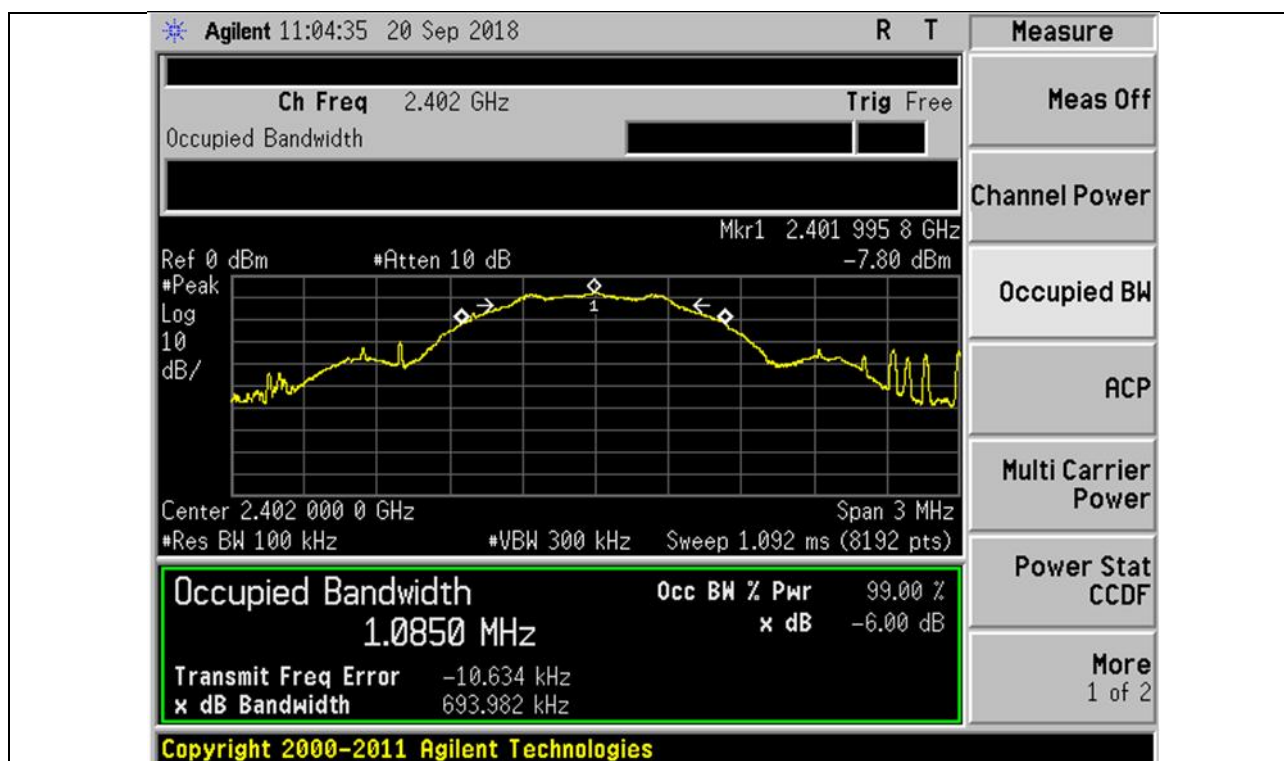 Agilent 11:04:35 20 Sep 2018 R T Measure
Ch Freq 2.402 GHz Trig Free
Occupied Bandwidth
Meas Off
Channel Power
Mkr1 2.401 995 8 GHz
Ref 0 dBm #Atten 10 dB -7.80 dBm
#Peak
Log
10
dB/
1
Occupied BW
ACP
Multi Carrier
Power
Center 2.402 000 0 GHz Span 3 MHz
#Res BW 100 kHz #VBW 300 kHz Sweep 1.092 ms (8192 pts)
Occupied Bandwidth Occ BW % Pwr 99.00 %
1.0850 MHz x dB -6.00 dB
Transmit Freq Error -10.634 kHz
x dB Bandwidth 693.982 kHz
Power Stat
CCDF
More
1 of 2
Copyright 2000-2011 Agilent Technologies